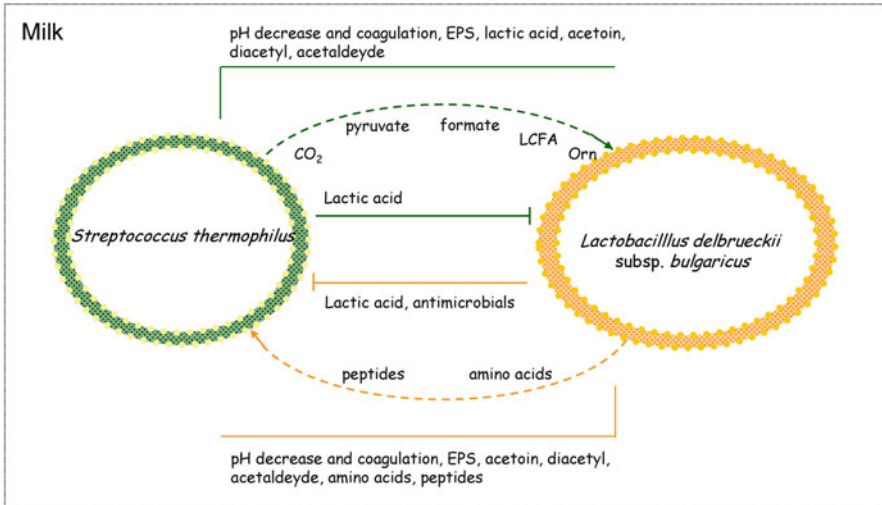 Milk
pH decrease and coagulation, EPS, lactic acid, acetoin,
diacetyl, acetaldeyde
pyruvate formate
LCFA
CO₂
Orn
Lactic acid
Streptococcus thermophilus
Lactobacilllus delbrueckii
subsp. bulgaricus
Lactic acid, antimicrobials
peptides amino acids
pH decrease and coagulation, EPS, acetoin, diacetyl,
acetaldeyde, amino acids, peptides